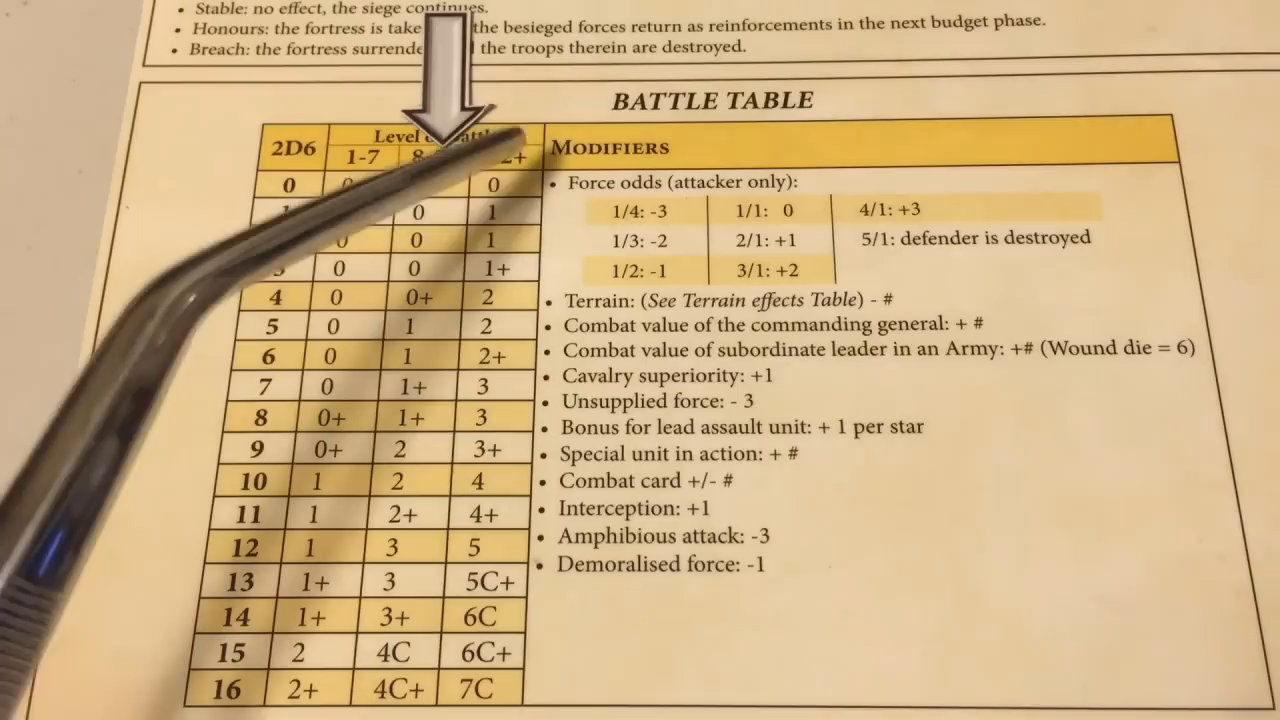 • Stable: no effect, the siege continues.
• Honours: the fortress is take the besieged forces return as reinforcements in the next budget phase.
• Breach: the fortress surrende the troops therein are destroyed.
BATTLE TABLE
2D6 Level
1-7 8 2+
MODIFIERS
0 0
0 1
0 0 1
0 0 1+
4 0 0+ 2
5 0 1 2
6 0 1 2+
7 0 1+ 3
8 0+ 1+ 3
9 0+ 2 3+
10 1 2 4
11 1 2+ 4+
12 1 3 5
13 1+ 3 5C+
14 1+ 3+ 6C
15 2 4C 6C+
16 2+ 4C+ 7C
• Force odds (attacker only):
1/4: -3 1/1: 0 4/1: +3
1/3: -2 2/1: +1 5/1: defender is destroyed
1/2: -1 3/1: +2
• Terrain: (See Terrain effects Table) - #
• Combat value of the commanding general: + #
• Combat value of subordinate leader in an Army: +# (Wound die = 6)
• Cavalry superiority: +1
• Unsupplied force: - 3
• Bonus for lead assault unit: + 1 per star
• Special unit in action: + #
• Combat card +/- #
• Interception: +1
• Amphibious attack: -3
• Demoralised force: -1